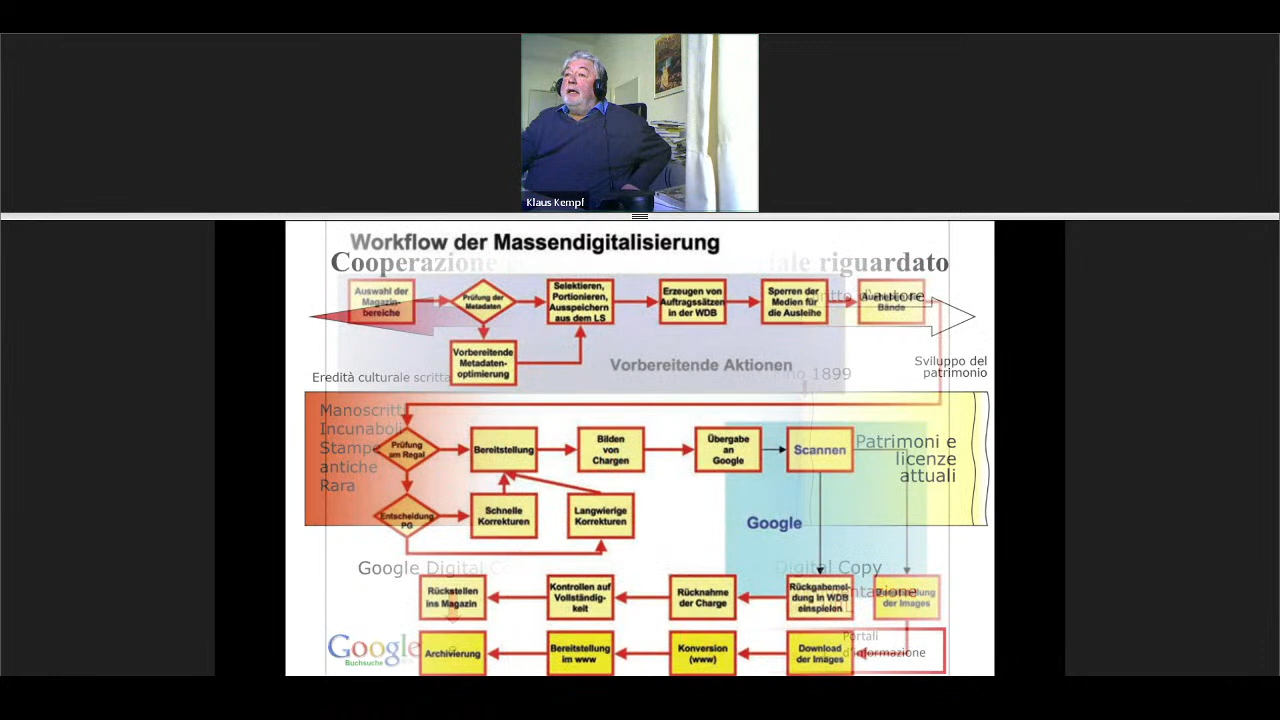 Klaus Kempf
Workflow der Massendigitalisierung
Cooperazione
riguardato
Auswahl der
Magazin-
bereiche
Prüfung der
Metadaten
Selektieren,
Portionieren,
Ausspeichern
aus dem LS
Erzeugen von
Auftragssätzen
in der WDB
Sperren der
Medien für
die Ausleihe
Bände
d'autore
Vorbereitende
Metadaten-
optimierung
Vorbereitende Aktionen
Sviluppo del
patrimonio
Eredità culturale scritta
1899
Manoscritti
Incunaboli
Stampe
antiche
Rara
Prüfung
am Regal
Bereitstellung
Bilden
von
Chargen
Übergabe
an
Google
Scannen
Patrimoni e
licenze
attuali
Entscheidung
PG
Schnelle
Korrekturen
Langwierige
Korrekturen
Google
Google Digital
Digital Copy
Rückstellen
ins Magazin
Kontrollen auf
Vollständig-
keit
Rücknahme
der Charge
Rückgabemel-
dung in WDB
einspielen
der Images
Google
Buchsuche
Archivierung
Bereitstellung
im www
Konversion
(www)
Download
der Images
Portali
d'informazione